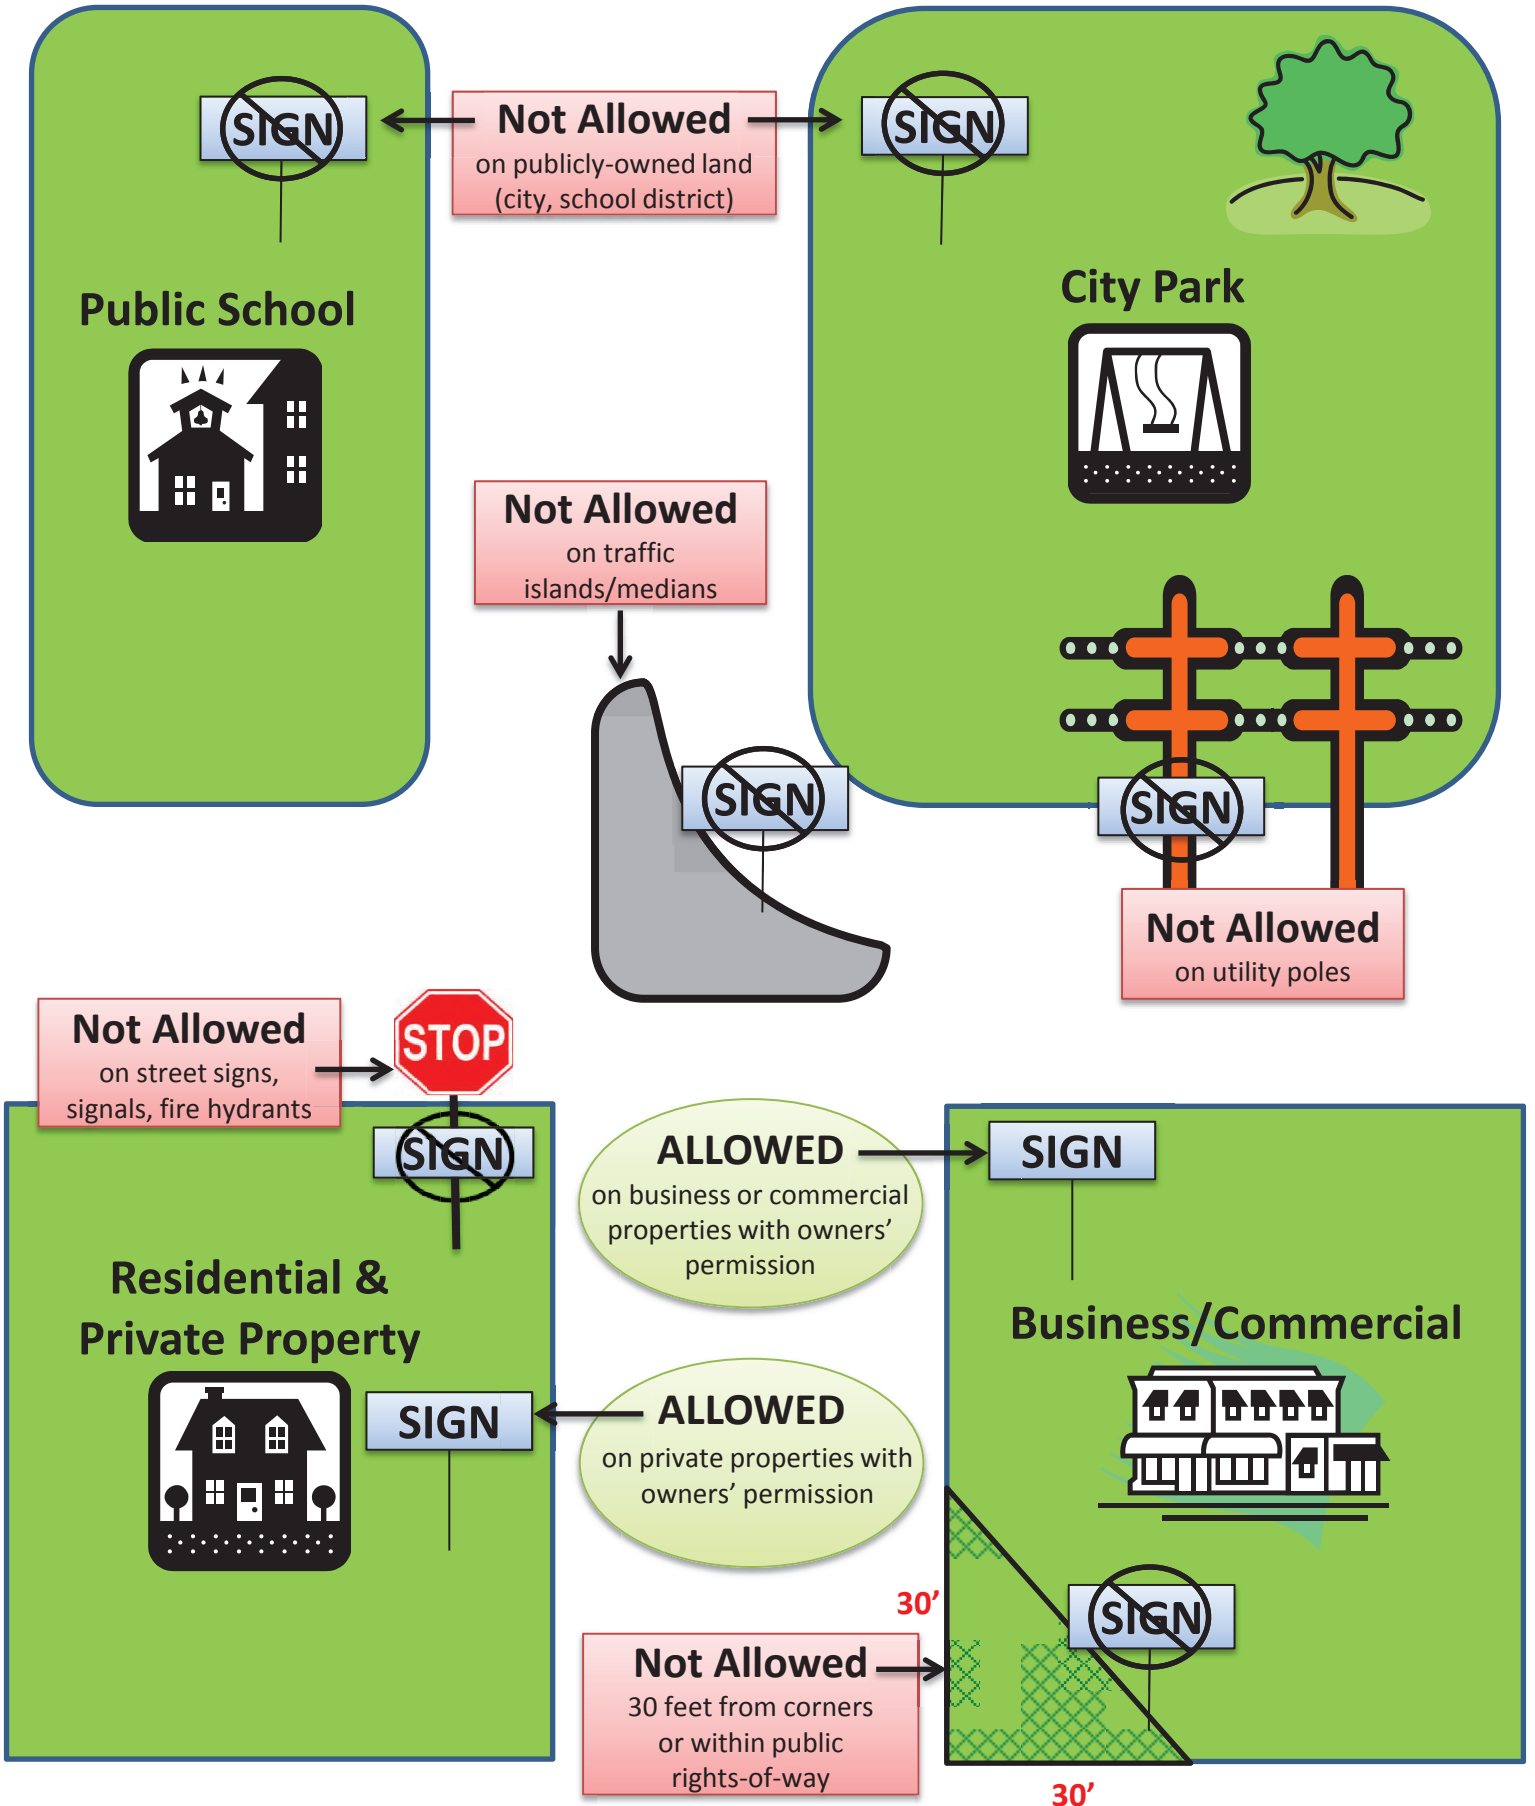 SIGN
Not Allowed
on publicly-owned land
(city, school district)
SIGN
Public School
City Park
Not Allowed
on traffic
islands/medians
SIGN
SIGN
Not Allowed
on utility poles
Not Allowed
on street signs,
signals, fire hydrants
STOP
SIGN
ALLOWED
on business or commercial
properties with owners’
permission
SIGN
Residential &
Private Property
Business/Commercial
SIGN
ALLOWED
on private properties with
owners’ permission
30’
SIGN
Not Allowed
30 feet from corners
or within public
rights-of-way
30’